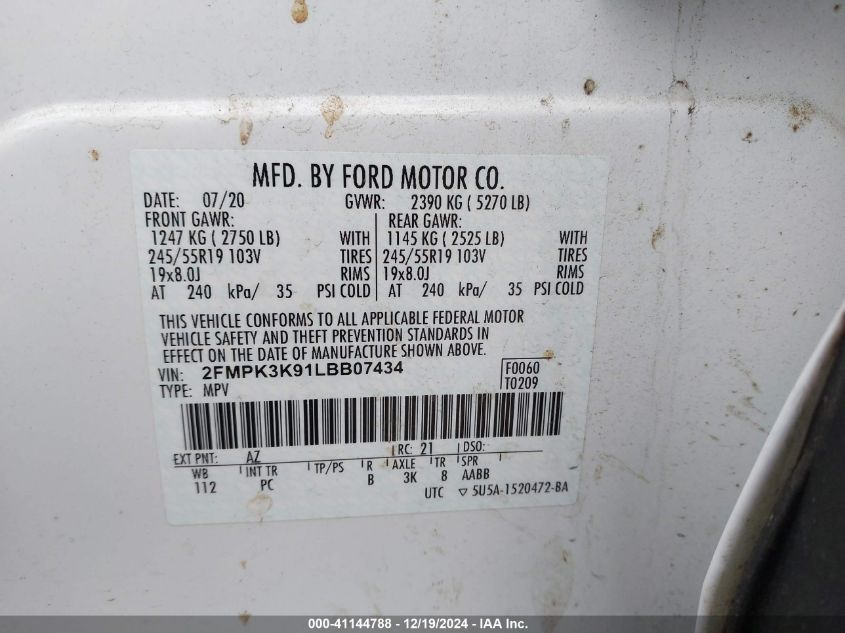 MFD. BY FORD MOTOR CO.
DATE: 07/20 GVWR: 2390 KG ( 5270 LB)
FRONT GAWR: REAR GAWR:
1247 KG ( 2750 LB) WITH 1145 KG ( 2525 LB) WITH
245/55R19 103V TIRES 245/55R19 103V TIRES
19x8.0J RIMS 19x8.0J RIMS
AT 240 kPa/ 35 PSI COLD AT 240 kPa/ 35 PSI COLD
THIS VEHICLE CONFORMS TO ALL APPLICABLE FEDERAL MOTOR
VEHICLE SAFETY AND THEFT PREVENTION STANDARDS IN
EFFECT ON THE DATE OF MANUFACTURE SHOWN ABOVE.
VIN: 2FMPK3K91LBB07434 F0060
TYPE: MPV T0209
EXT PNT: AZ RC: 21 DSO:
WB INT TR TP/PS R AXLE TR SPR
112 PC B 3K 8 AABB
UTC ▽ 5U5A-1520472-BA
000-41144788 - 12/19/2024 - IAA Inc.